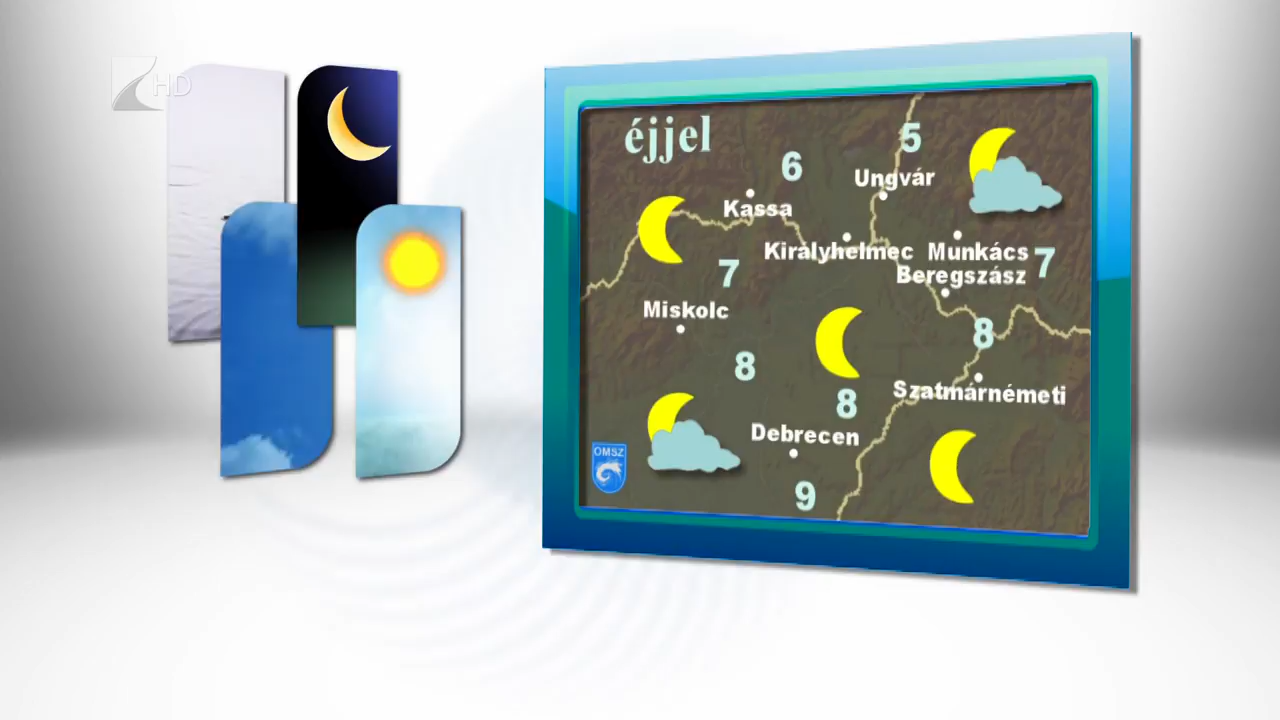 HD
éjjel
5
6
Ungvár
Kassa
Királyhelmec
Munkács
7
Beregszász
7
Miskolc
8
8
Szatmárnémeti
8
Debrecen
OMSZ
9